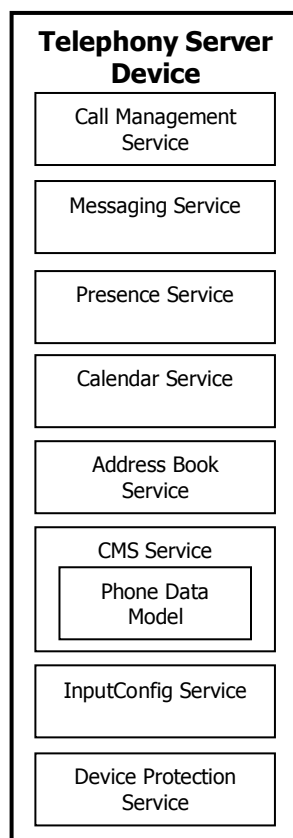 Telephony Server
Device
Call Management
Service
Messaging Service
Presence Service
Calendar Service
Address Book
Service
CMS Service
Phone Data
Model
InputConfig Service
Device Protection
Service